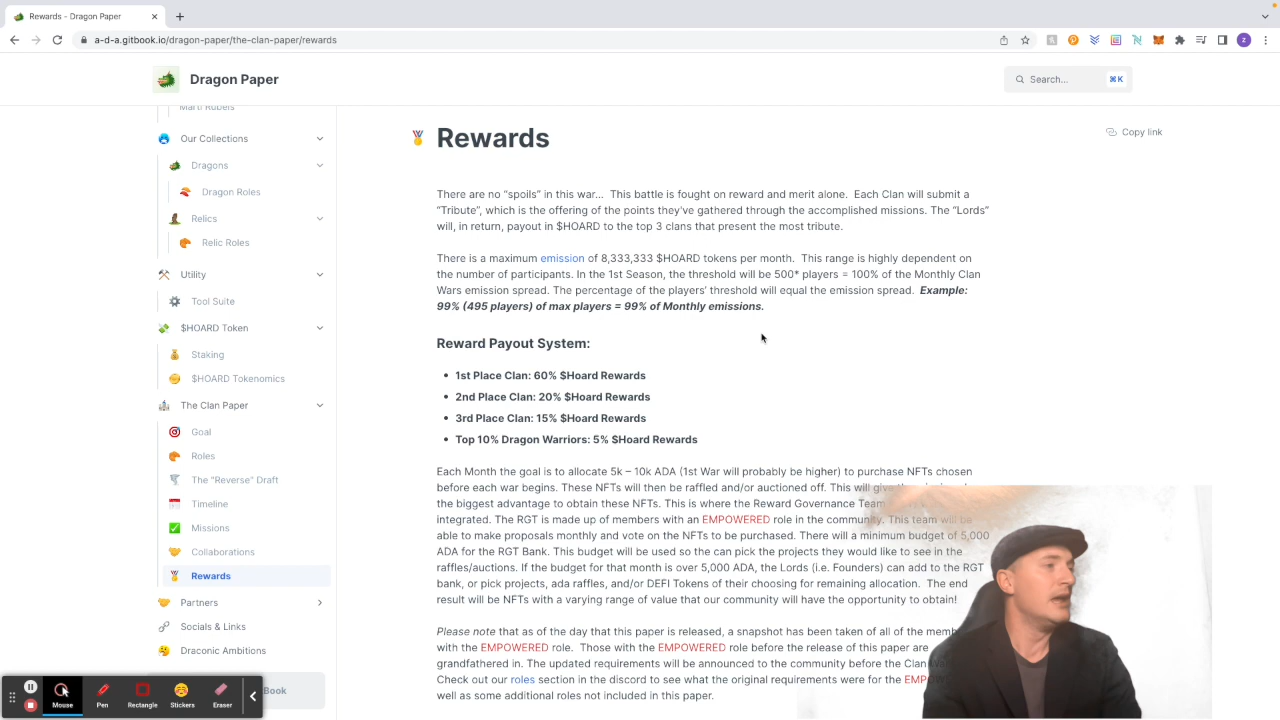 Rewards - Dragon Paper
a-d-a.gitbook.io/dragon-paper/the-clan-paper/rewards
z
Dragon Paper
Search...
⌘K
Marti Robels
Our Collections
Dragons
Dragon Roles
Relics
Relic Roles
Utility
Tool Suite
$HOARD Token
Staking
$HOARD Tokenomics
The Clan Paper
Goal
Roles
The "Reverse" Draft
Timeline
Missions
Collaborations
Rewards
Partners
Socials & Links
Draconic Ambitions
Book
Mouse
Pen
Rectangle
Stickers
Eraser
Rewards
Copy link
There are no “spoils” in this war… This battle is fought on reward and merit alone. Each Clan will submit a
“Tribute”, which is the offering of the points they’ve gathered through the accomplished missions. The “Lords”
will, in return, payout in $HOARD to the top 3 clans that present the most tribute.
There is a maximum emission of 8,333,333 $HOARD tokens per month. This range is highly dependent on
the number of participants. In the 1st Season, the threshold will be 500* players = 100% of the Monthly Clan
Wars emission spread. The percentage of the players’ threshold will equal the emission spread. Example:
99% (495 players) of max players = 99% of Monthly emissions.
Reward Payout System:
1st Place Clan: 60% $Hoard Rewards
2nd Place Clan: 20% $Hoard Rewards
3rd Place Clan: 15% $Hoard Rewards
Top 10% Dragon Warriors: 5% $Hoard Rewards
Each Month the goal is to allocate 5k – 10k ADA (1st War will probably be higher) to purchase NFTs chosen
before each war begins. These NFTs will then be raffled and/or auctioned off. This will give
the biggest advantage to obtain these NFTs. This is where the Reward Governance Team
integrated. The RGT is made up of members with an EMPOWERED role in the community. This team will be
able to make proposals monthly and vote on the NFTs to be purchased. There will a minimum budget of 5,000
ADA for the RGT Bank. This budget will be used so the can pick the projects they would like to see in the
raffles/auctions. If the budget for that month is over 5,000 ADA, the Lords (i.e. Founders) can add to the RGT
bank, or pick projects, ada raffles, and/or DEFI Tokens of their choosing for remaining allocation. The end
result will be NFTs with a varying range of value that our community will have the opportunity to obtain!
Please note that as of the day that this paper is released, a snapshot has been taken of all of the
with the EMPOWERED role. Those with the EMPOWERED role before the release of this paper are
grandfathered in. The updated requirements will be announced to the community before the Clan
Check out our roles section in the discord to see what the original requirements were for the
well as some additional roles not included in this paper.